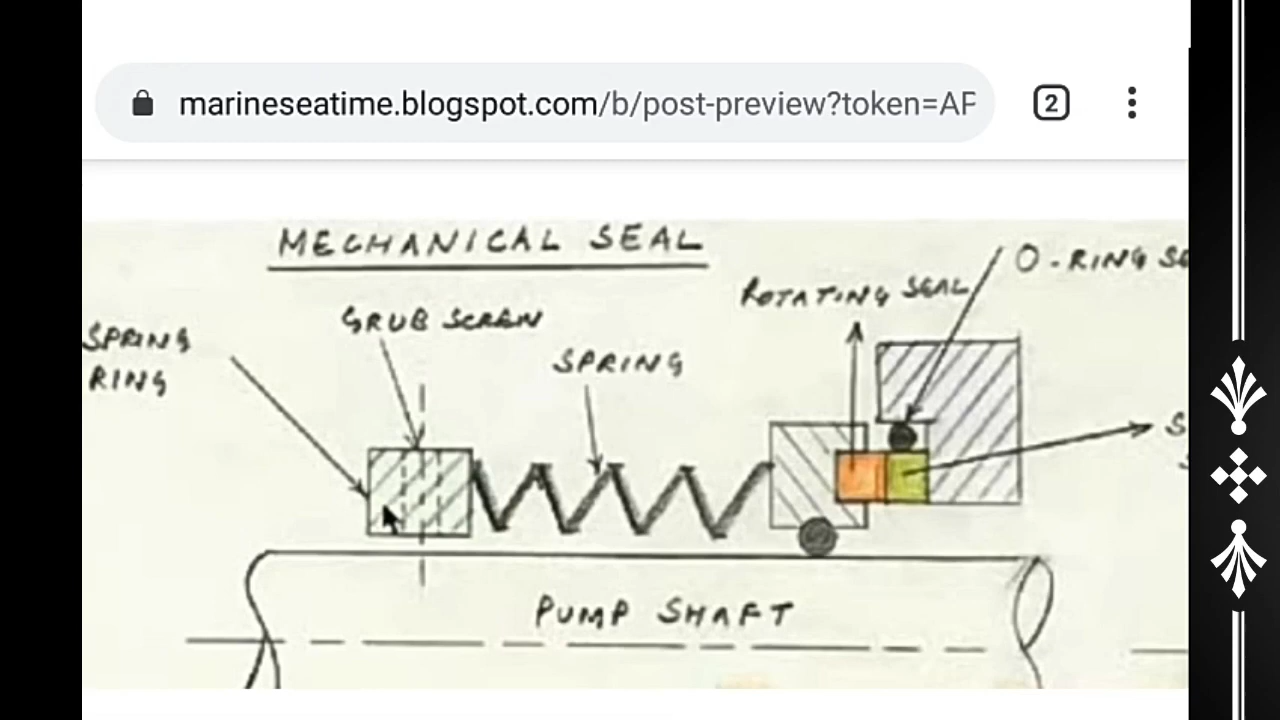 marineseatime.blogspot.com/b/post-preview?token=AF
2
MECHANICAL SEAL
O-RING SE
ROTATING SEAL
GRUB SCREW
SPRING
RING
SPRING
S
PUMP SHAFT